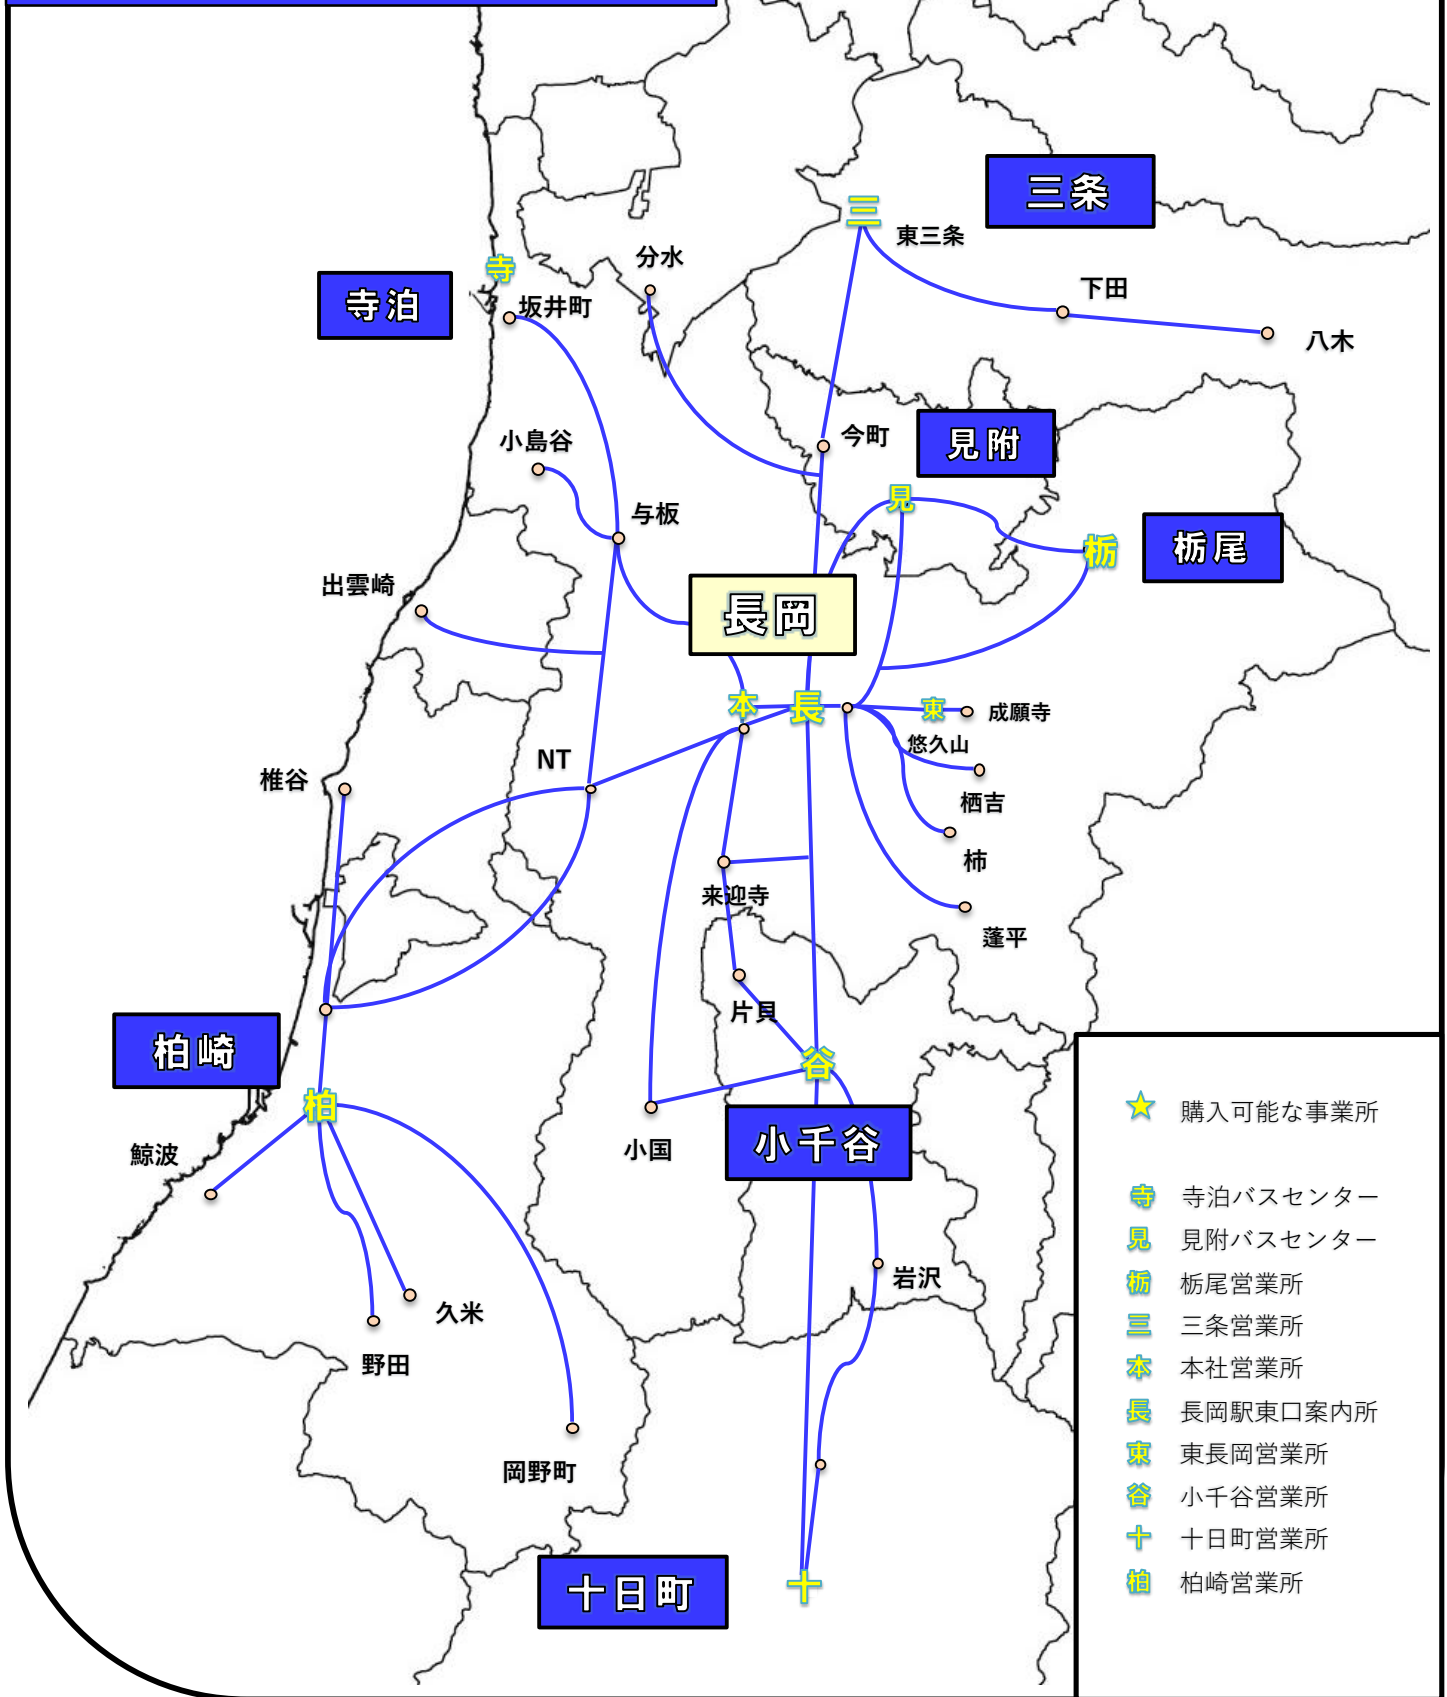 三条
三
東三条
分水
寺
下田
寺泊
坂井町
八木
今町
見附
小島谷
見
与板
栃
栃尾
出雲崎
長岡
本
長
東
成願寺
悠久山
NT
椎谷
栖吉
柿
来迎寺
蓬平
片貝
柏崎
谷
柏
小千谷
小国
鯨波
岩沢
久米
野田
岡野町
十日町
十
★ 購入可能な事業所
寺 寺泊バスセンター
見 見附バスセンター
栃 栃尾営業所
三 三条営業所
本 本社営業所
長 長岡駅東口案内所
東 東長岡営業所
谷 小千谷営業所
十 十日町営業所
柏 柏崎営業所